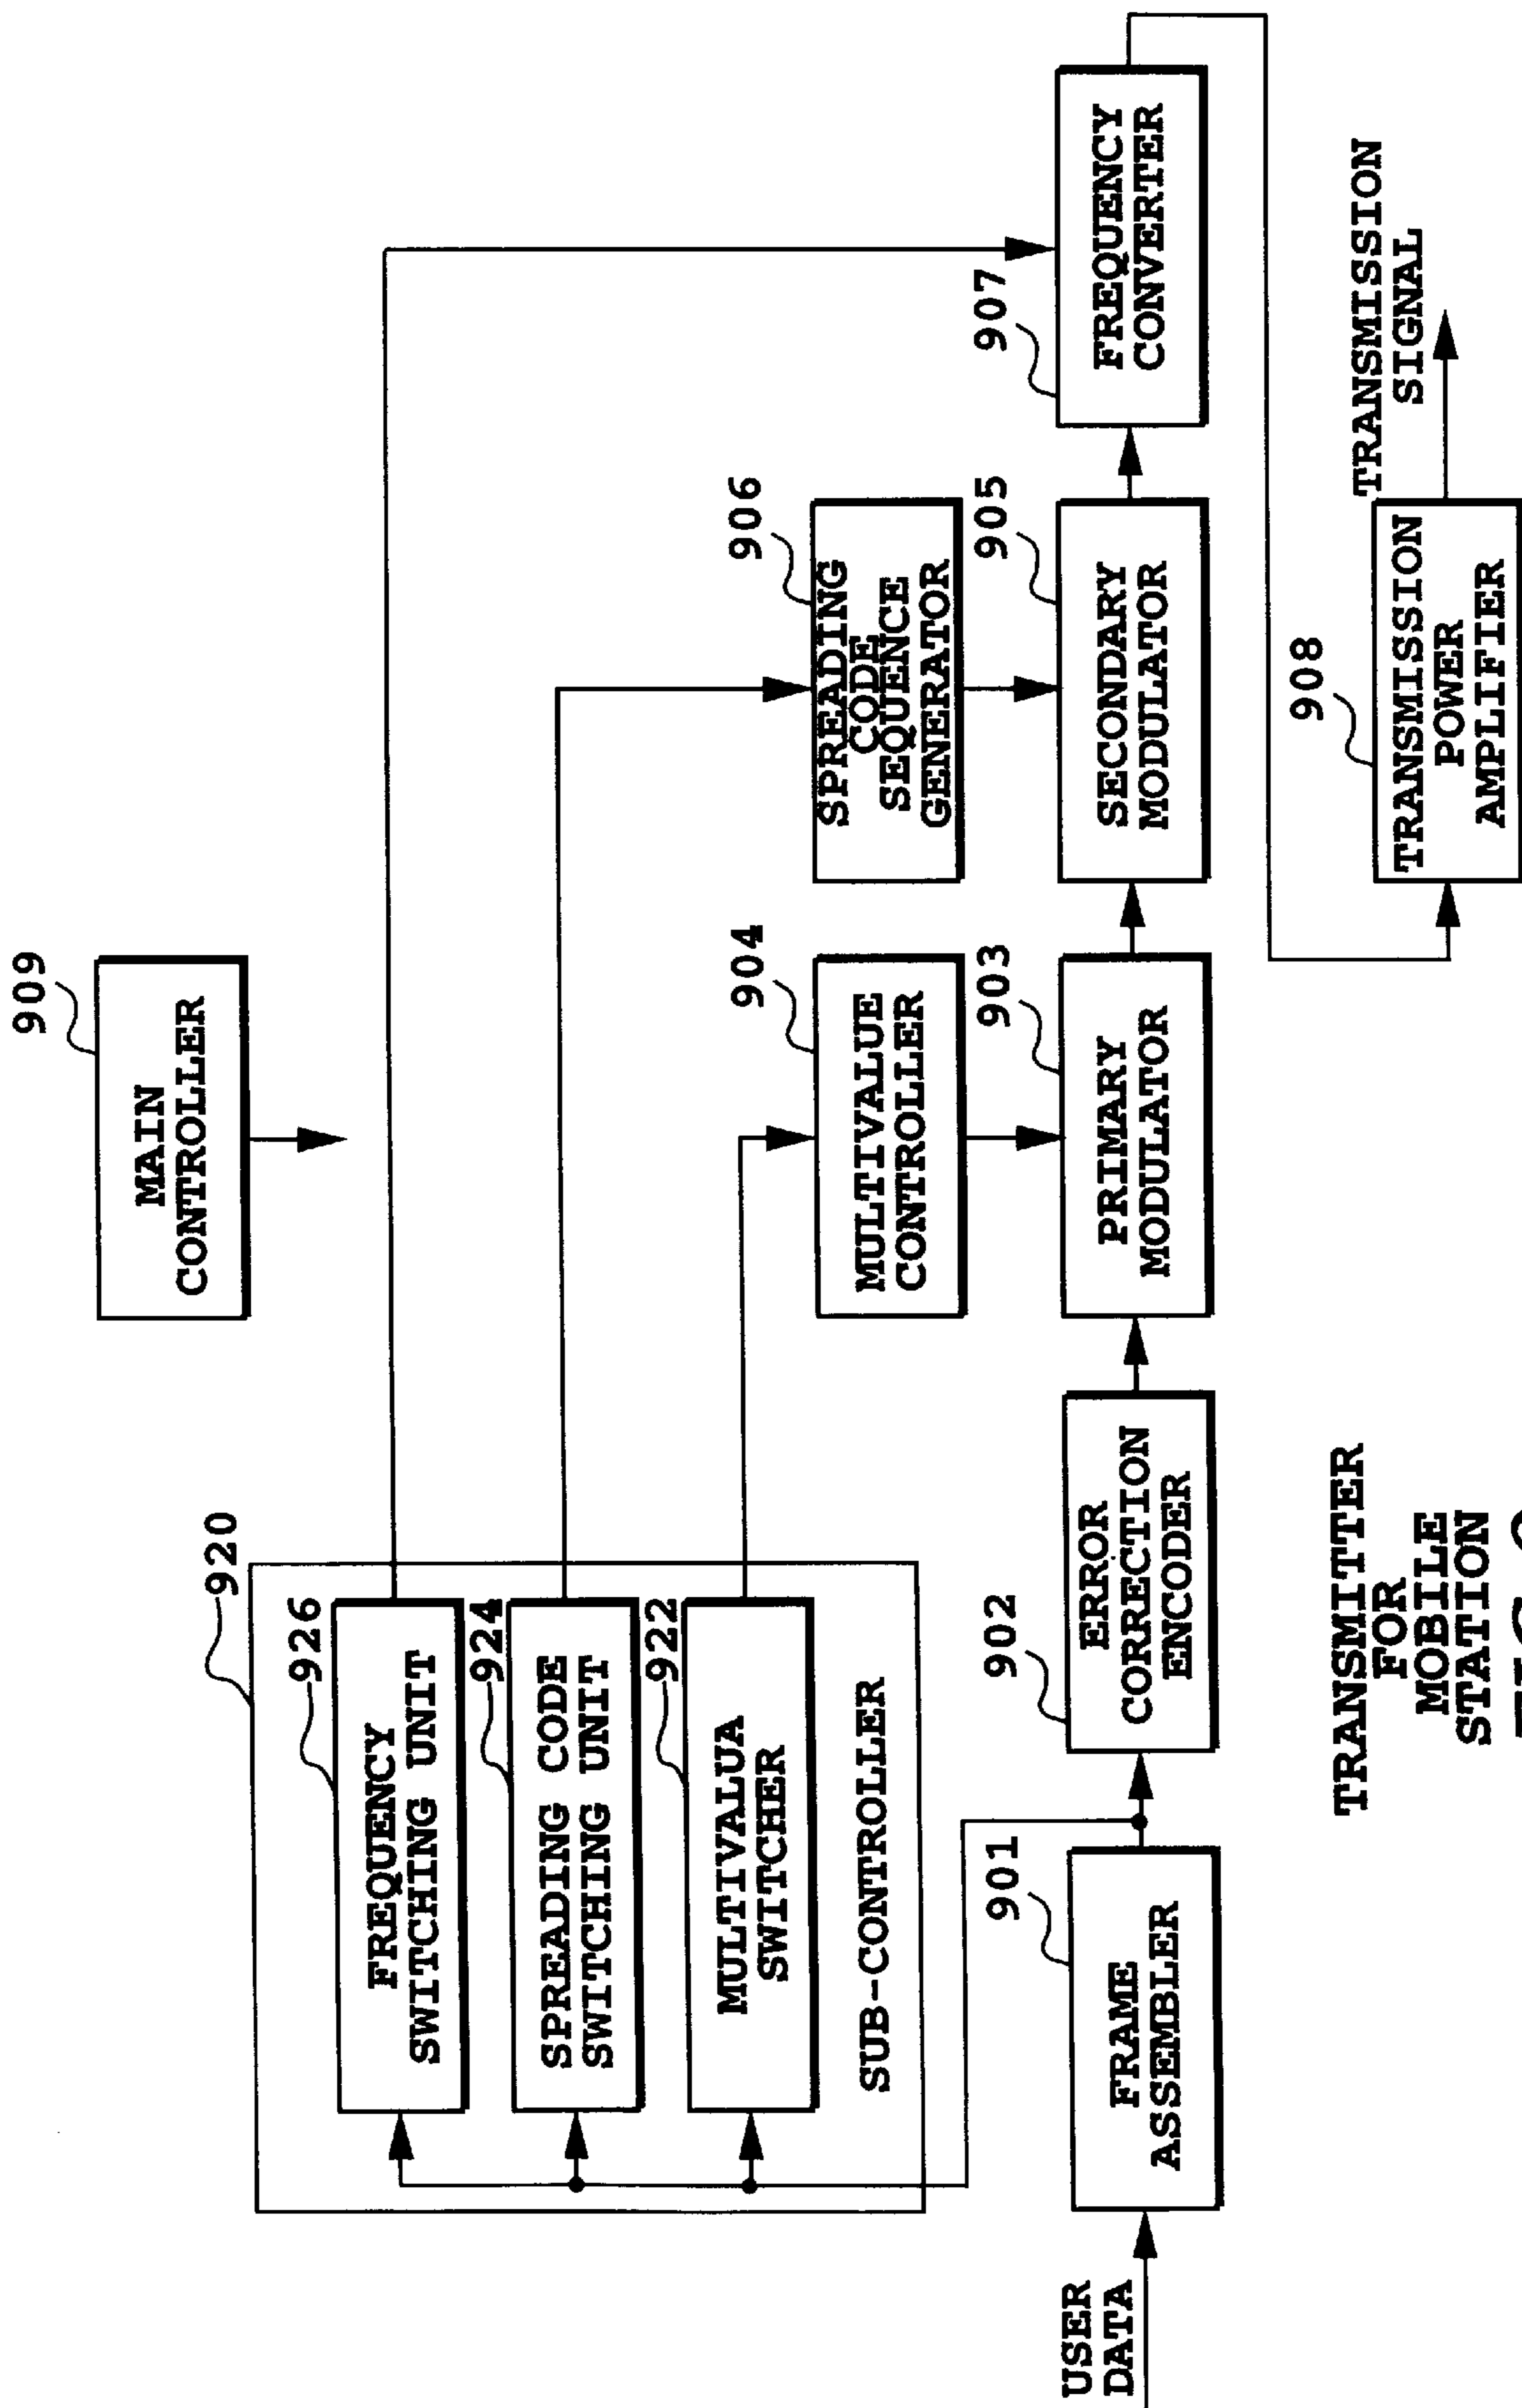 909
MAIN
CONTROLLER
920
926
FREQUENCY
SWITCHING UNIT
924
SPREADING CODE
SWITCHING UNIT
922
MULTIVALUA
SWITCHER
SUB-CONTROLLER
904
MULTIVALUE
CONTROLLER
906
SPREADING
CODE
SEQUENCE
GENERATOR
USER
DATA
901
FRAME
ASSEMBLER
902
ERROR
CORRECTION
ENCODER
903
PRIMARY
MODULATOR
905
SECONDARY
MODULATOR
907
FREQUENCY
CONVERTER
908
TRANSMISSION
POWER
AMPLIFIER
TRANSMISSION
SIGNAL
TRANSMITTER
FOR
MOBILE
STATION